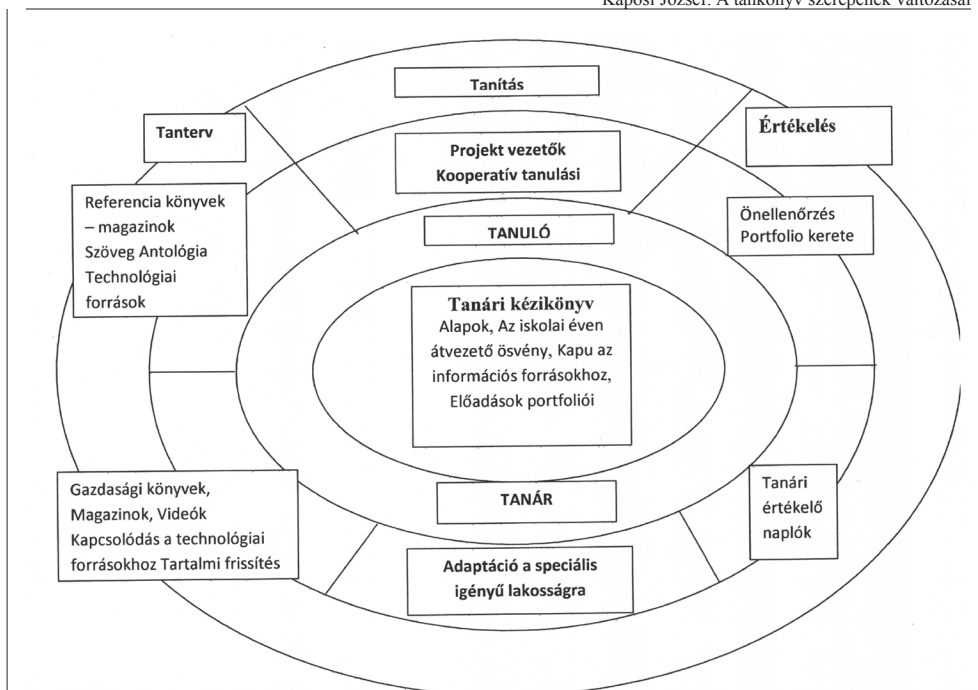 Kaposi József: A tankönyv szerepének változásai
Tanítás
Tanterv
Értékelés
Projekt vezetők
Kooperatív tanulási
Referencia könyvek
– magazinok
Szöveg Antológia
Technológiai
források
Önellenőrzés
Portfolio kerete
TANULÓ
Tanári kézikönyv
Alapok, Az iskolai éven
átvezető ösvény, Kapu az
információs forrásokhoz,
Előadások portfoliói
Gazdasági könyvek,
Magazinok, Videók
Kapcsolódás a technológiai
forrásokhoz Tartalmi frissítés
TANÁR
Tanári
értékelő
naplók
Adaptáció a speciális
igényű lakosságra